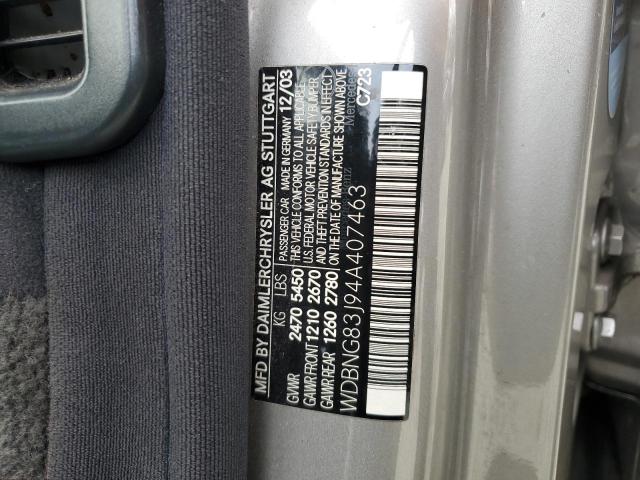 MFD BY DAIMLERCHRYSLER AG STUTTGART
PASSENGER CAR MADE IN GERMANY 12/03
KG LBS
GVWR 2470 5450
GAWR FRONT 1210 2670
GAWR REAR 1260 2780
THIS VEHICLE CONFORMS TO ALL APPLICABLE
U.S. FEDERAL MOTOR VEHICLE SAFETY, BUMPER
AND THEFT PREVENTION STANDARDS IN EFFECT
ON THE DATE OF MANUFACTURE SHOWN ABOVE
WDBNG83J94A407463
Mercedes
C723